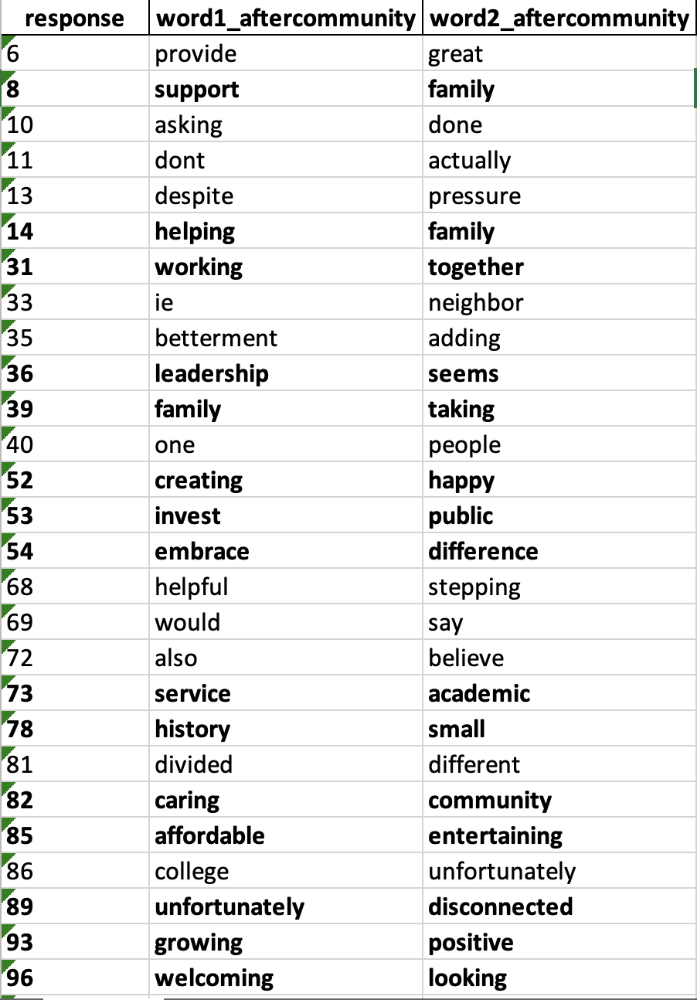 response word1_aftercommunity word2_aftercommunity
6 provide great
8 support family
10 asking done
11 dont actually
13 despite pressure
14 helping family
31 working together
33 ie neighbor
35 betterment adding
36 leadership seems
39 family taking
40 one people
52 creating happy
53 invest public
54 embrace difference
68 helpful stepping
69 would say
72 also believe
73 service academic
78 history small
81 divided different
82 caring community
85 affordable entertaining
86 college unfortunately
89 unfortunately disconnected
93 growing positive
96 welcoming looking